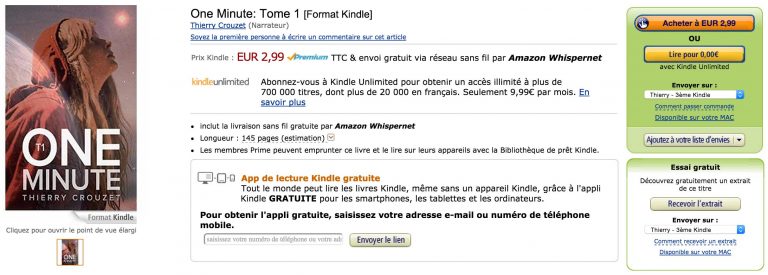 ONE
T1
MINUTE
THIERRY CROUZET
Format Kindle
Cliquez pour ouvrir le point de vue élargi
One Minute: Tome 1 [Format Kindle]
Thierry Crouzet (Narrateur)
Soyez la première personne à écrire un commentaire sur cet article
Prix Kindle : EUR 2,99 Premium TTC & envoi gratuit via réseau sans fil par Amazon Whispernet
kindleunlimited Abonnez-vous à Kindle Unlimited pour obtenir un accès illimité à plus de
700 000 titres, dont plus de 20 000 en français. Seulement 9,99€ par mois. En
savoir plus
• inclut la livraison sans fil gratuite par Amazon Whispernet
• Longueur : 145 pages (estimation)
• Les membres Prime peuvent emprunter ce livre et le lire sur leurs appareils avec la Bibliothèque de prêt Kindle.
App de lecture Kindle gratuite
Tout le monde peut lire les livres Kindle, même sans un appareil Kindle, grâce à l'appli
Kindle GRATUITE pour les smartphones, les tablettes et les ordinateurs.
Pour obtenir l'appli gratuite, saisissez votre adresse e-mail ou numéro de téléphone
mobile.
saisissez votre numéro de téléphone ou votre adr
Envoyer le lien
Acheter à EUR 2,99
OU
Lire pour 0,00€
avec Kindle Unlimited
Envoyer sur :
Thierry - 3ème Kindle
Comment passer commande
Disponible sur votre MAC
Ajoutez à votre liste d'envies
Essai gratuit
Découvrez gratuitement un extrait
de ce titre
Recevoir l'extrait
Envoyer sur :
Thierry - 3ème Kindle
Comment recevoir un extrait
Disponible sur votre MAC